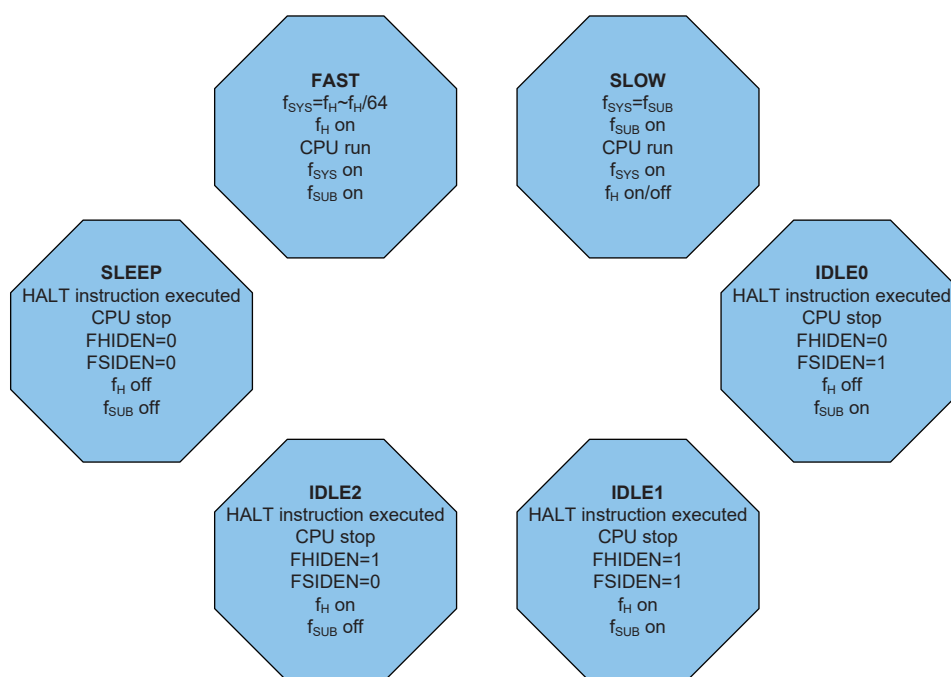 FAST
fSYS=fH~fH/64
fH on
CPU run
fSYS on
fSUB on
SLOW
fSYS=fSUB
fSUB on
CPU run
fSYS on
fH on/off
SLEEP
HALT instruction executed
CPU stop
FHIDEN=0
FSIDEN=0
fH off
fSUB off
IDLE0
HALT instruction executed
CPU stop
FHIDEN=0
FSIDEN=1
fH off
fSUB on
IDLE2
HALT instruction executed
CPU stop
FHIDEN=1
FSIDEN=0
fH on
fSUB off
IDLE1
HALT instruction executed
CPU stop
FHIDEN=1
FSIDEN=1
fH on
fSUB on